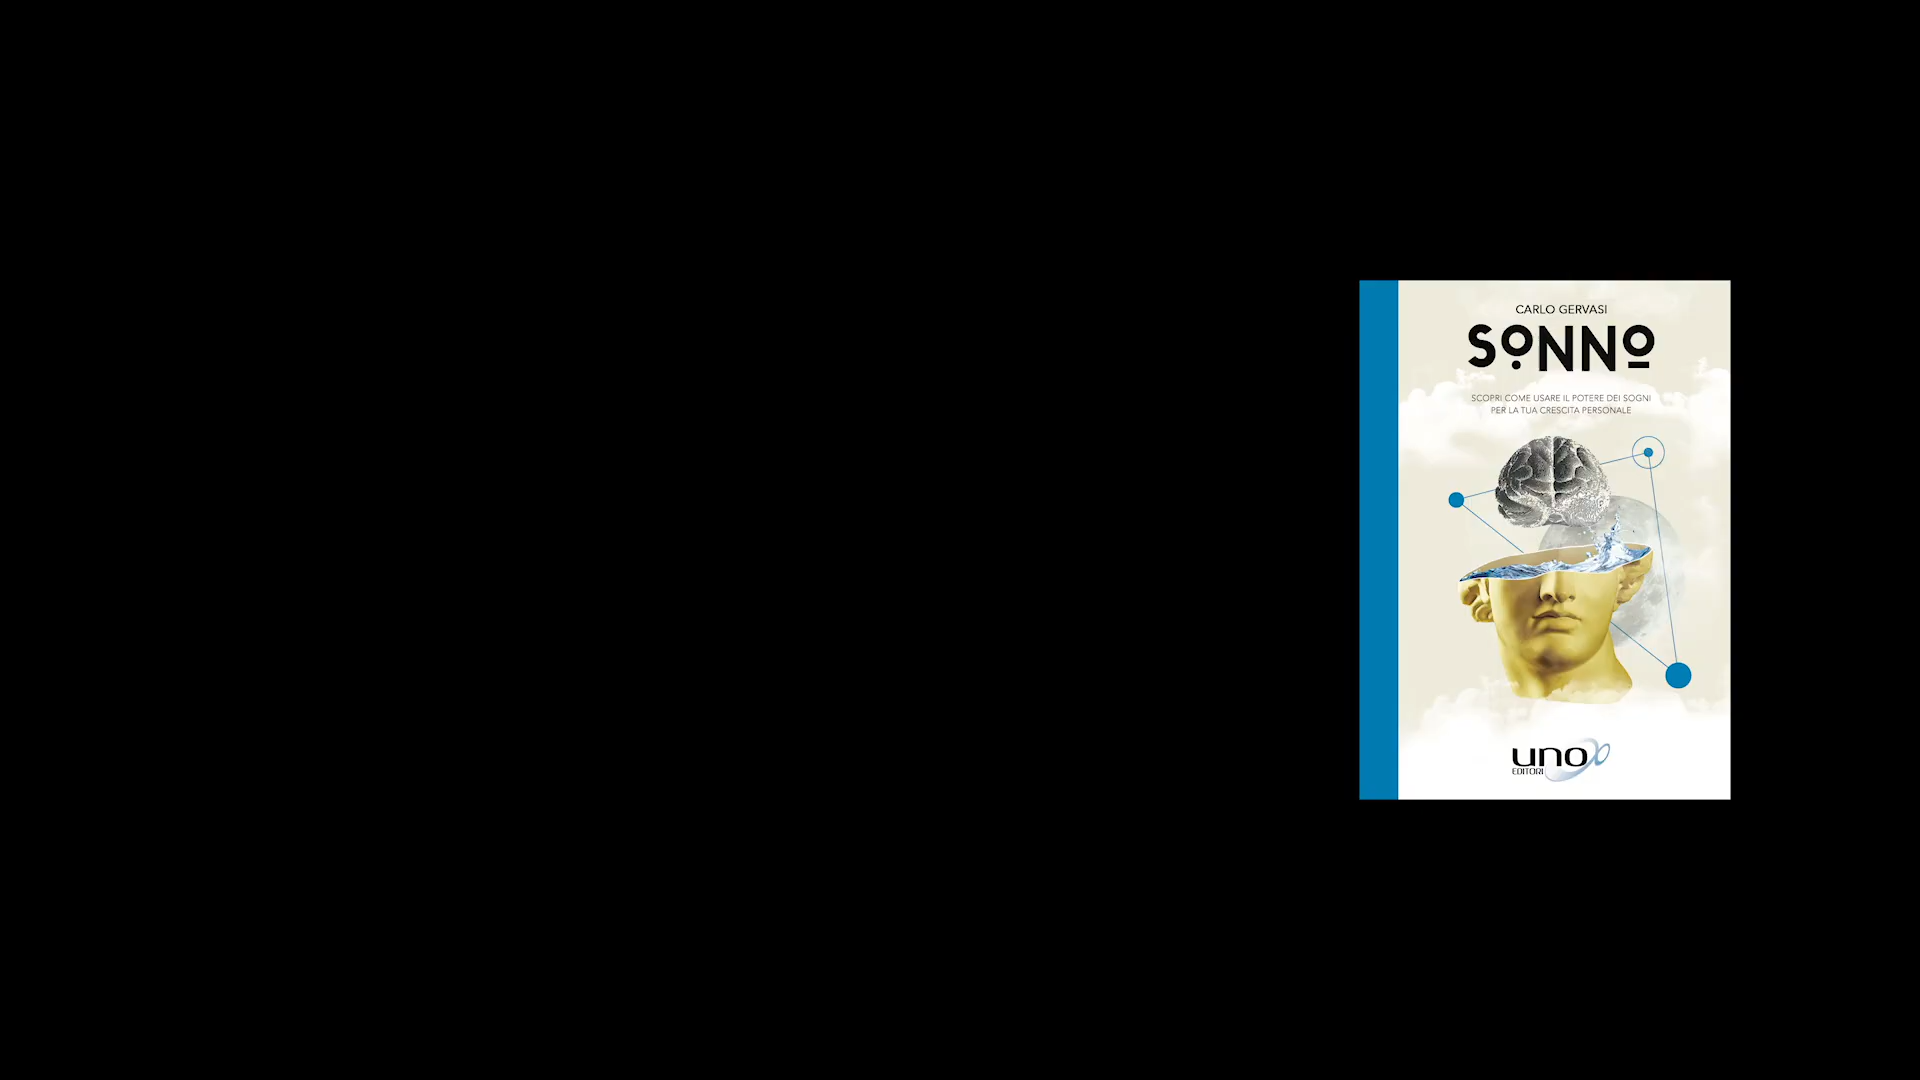 CARLO GERVASI
SONNO
SCOPRI COME USARE IL POTERE DEI SOGNI
PER LA TUA CRESCITA PERSONALE
uno
EDITORI